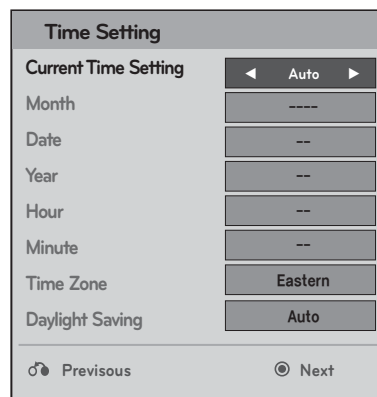 Time Setting
Current Time Setting ◀ Auto ▶
Month ----
Date --
Year --
Hour --
Minute --
Time Zone Eastern
Daylight Saving Auto
Previsous Next